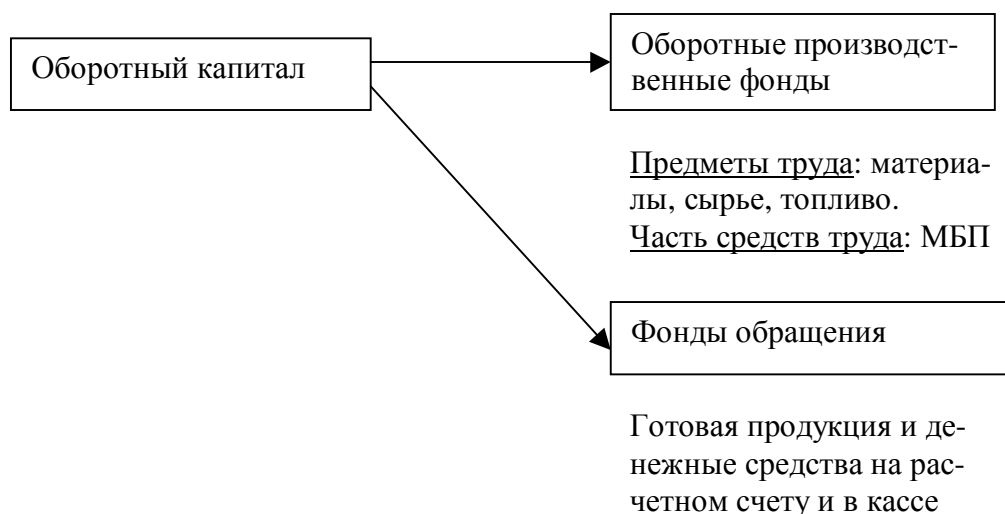 Оборотный капитал
Оборотные производст-
венные фонды
Предметы труда: материа-
лы, сырье, топливо.
Часть средств труда: МБП
Фонды обращения
Готовая продукция и де-
нежные средства на рас-
четном счету и в кассе